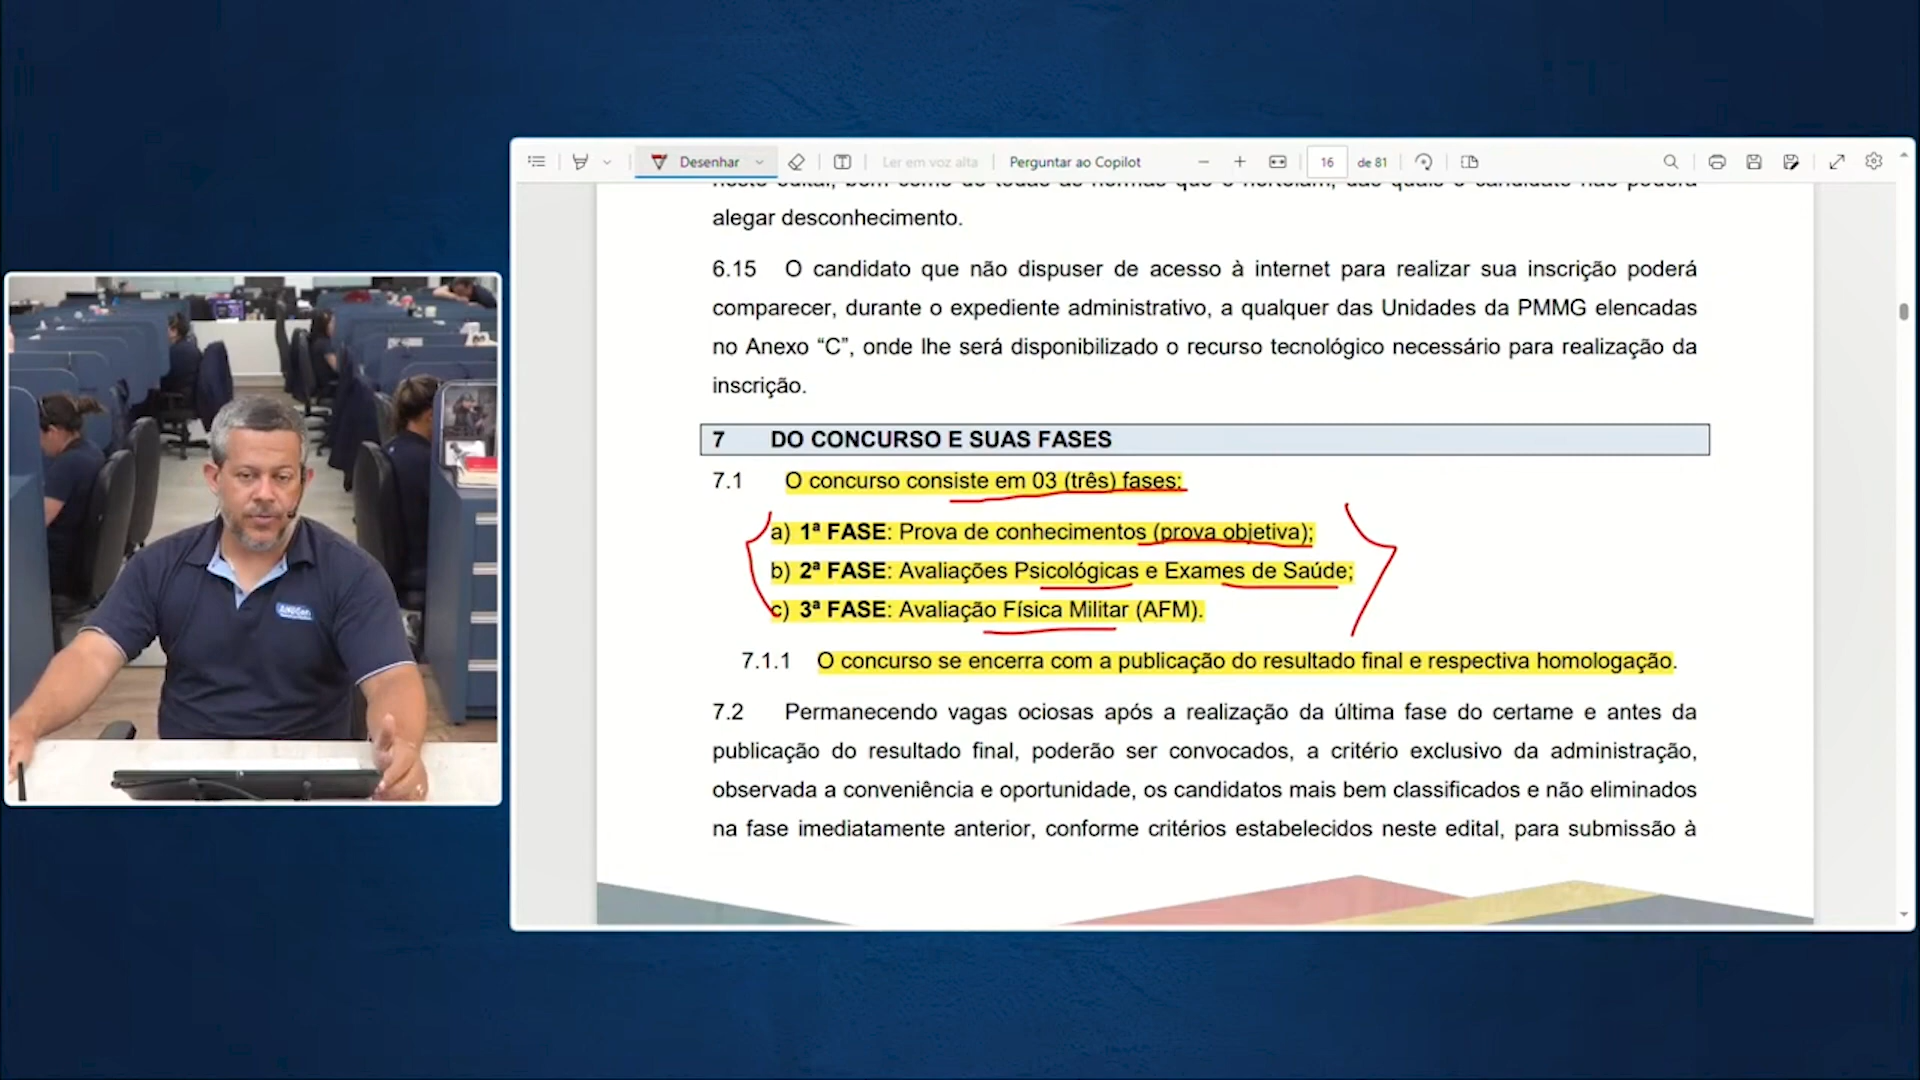 Desenhar
Ler em voz alta
Perguntar ao Copilot
16 de 81
alegar desconhecimento.
6.15 O candidato que não dispuser de acesso à internet para realizar sua inscrição poderá
comparecer, durante o expediente administrativo, a qualquer das Unidades da PMMG elencadas
no Anexo “C”, onde lhe será disponibilizado o recurso tecnológico necessário para realização da
inscrição.
7 DO CONCURSO E SUAS FASES
7.1 O concurso consiste em 03 (três) fases:
a) 1ª FASE: Prova de conhecimentos (prova objetiva);
b) 2ª FASE: Avaliações Psicológicas e Exames de Saúde;
c) 3ª FASE: Avaliação Física Militar (AFM).
7.1.1 O concurso se encerra com a publicação do resultado final e respectiva homologação.
7.2 Permanecendo vagas ociosas após a realização da última fase do certame e antes da
publicação do resultado final, poderão ser convocados, a critério exclusivo da administração,
observada a conveniência e oportunidade, os candidatos mais bem classificados e não eliminados
na fase imediatamente anterior, conforme critérios estabelecidos neste edital, para submissão à